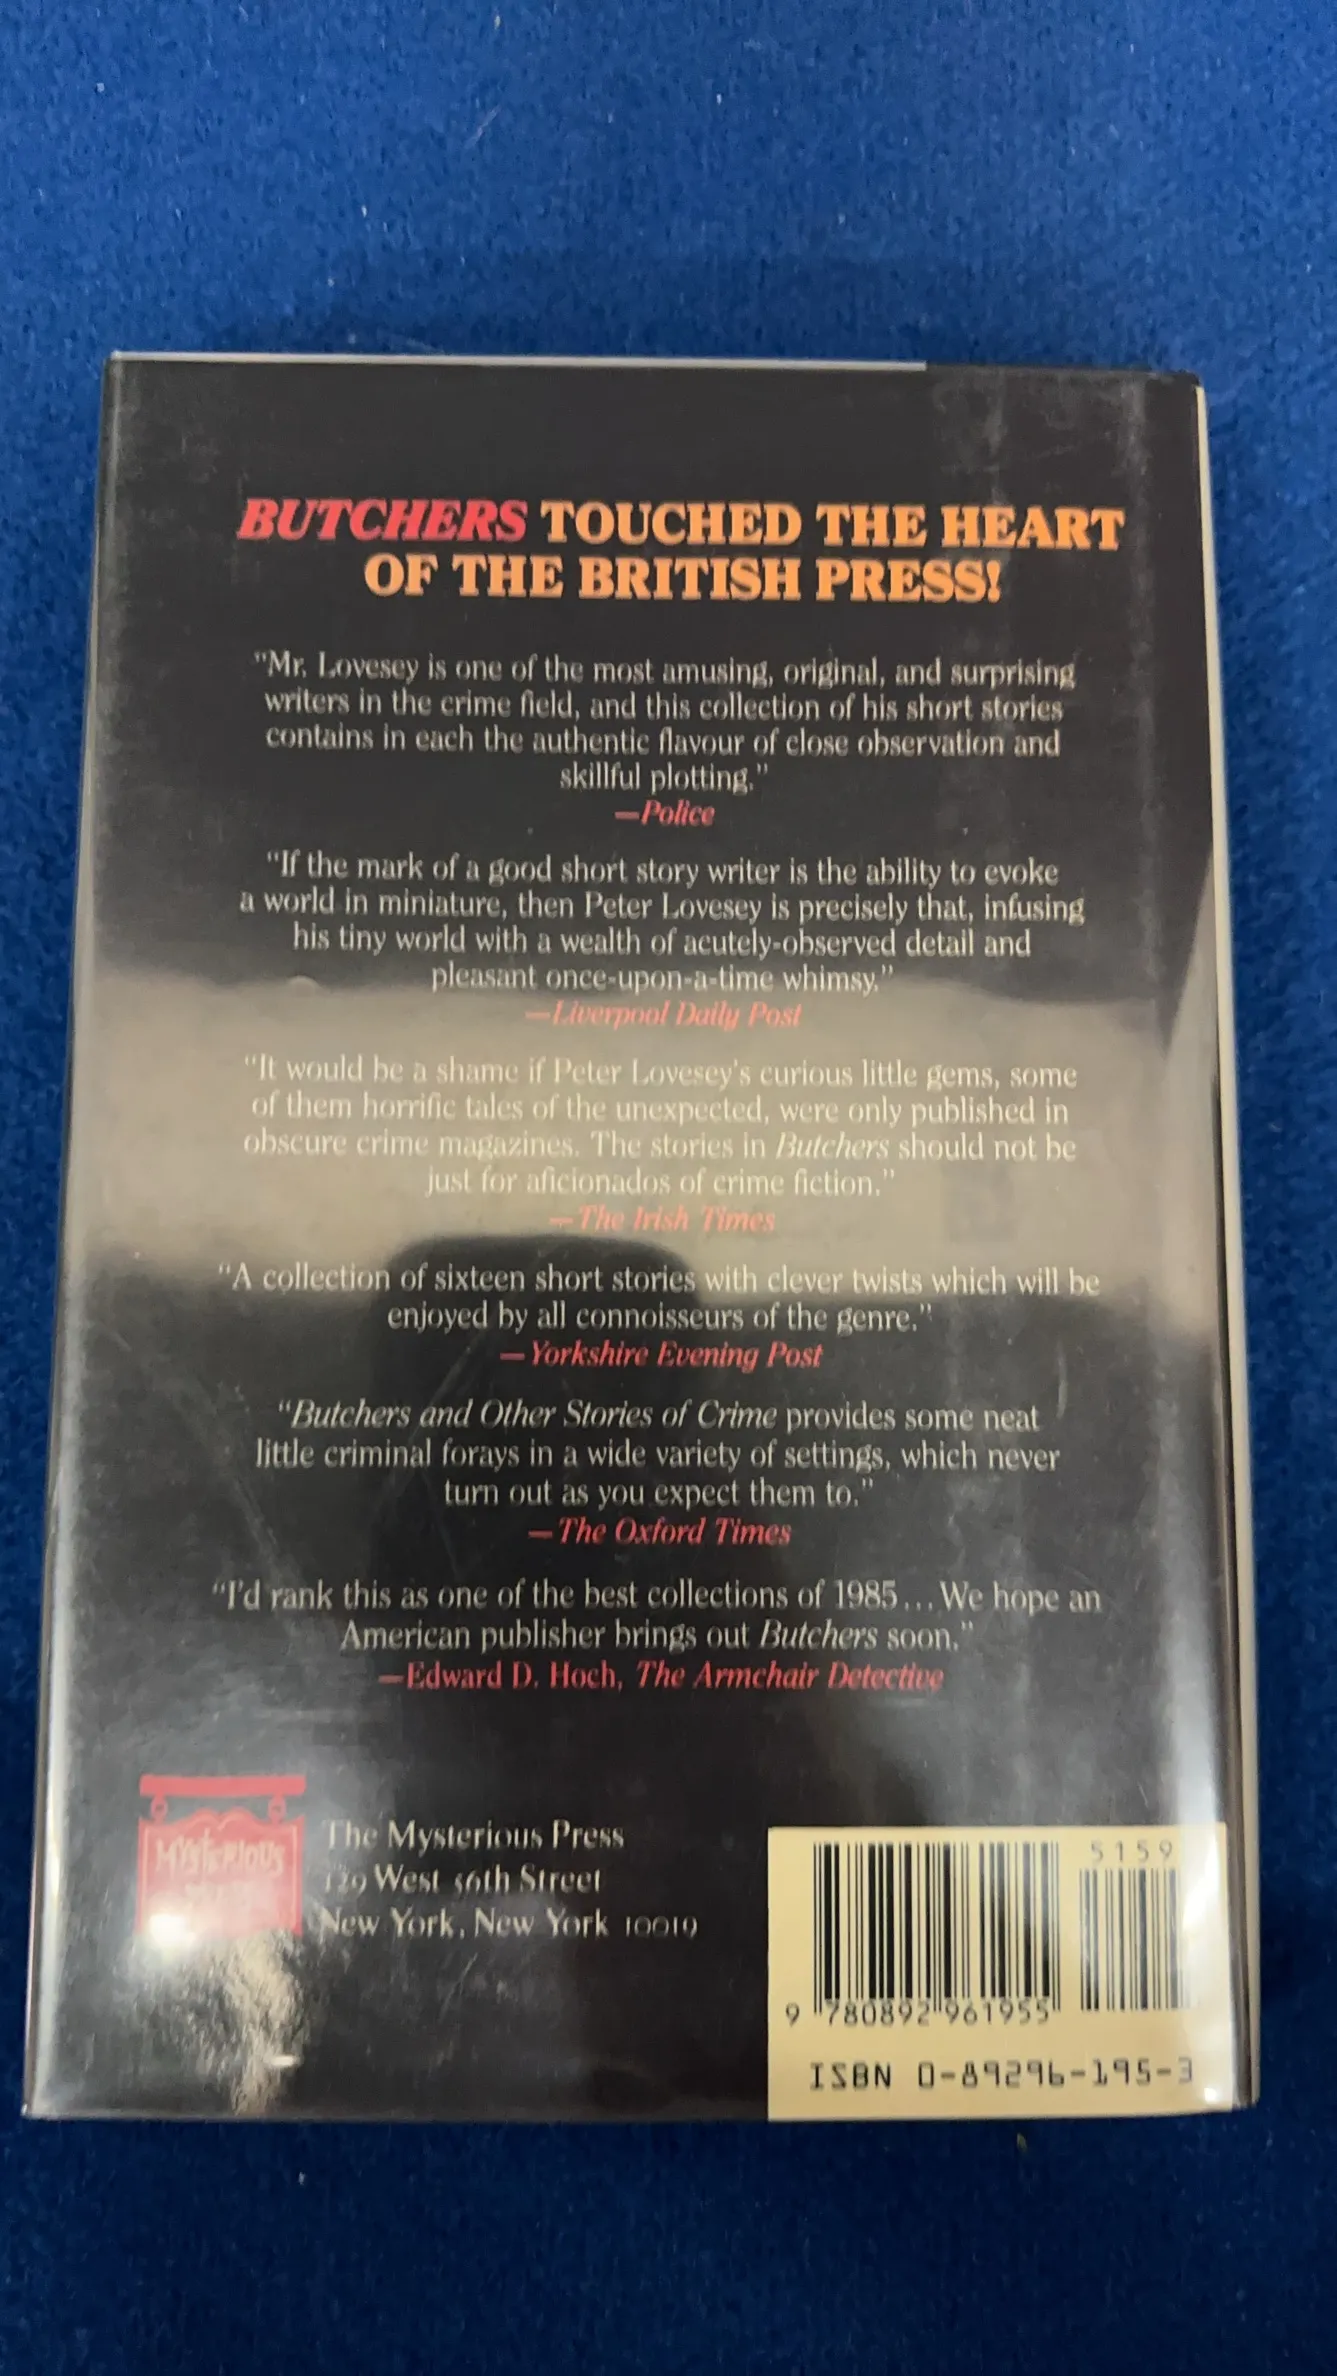 BUTCHERS TOUCHED THE HEART
OF THE BRITISH PRESS!
"Mr. Lovesey is one of the most amusing, original, and surprising
writers in the crime field, and this collection of his short stories
contains in each the authentic flavour of close observation and
skillful plotting."
—Police
"If the mark of a good short story writer is the ability to evoke
a world in miniature, then Peter Lovesey is precisely that, infusing
his tiny world with a wealth of acutely-observed detail and
pleasant once-upon-a-time whimsy."
—Liverpool Daily Post
"It would be a shame if Peter Lovesey's curious little gems, some
of them horrific tales of the unexpected, were only published in
obscure crime magazines. The stories in Butchers should not be
just for aficionados of crime fiction."
—The Irish Times
"A collection of sixteen short stories with clever twists which will be
enjoyed by all connoisseurs of the genre."
—Yorkshire Evening Post
"Butchers and Other Stories of Crime provides some neat
little criminal forays in a wide variety of settings, which never
turn out as you expect them to."
—The Oxford Times
"I'd rank this as one of the best collections of 1985...We hope an
American publisher brings out Butchers soon."
—Edward D. Hoch, The Armchair Detective
MYSTERIOUS
The Mysterious Press
129 West 56th Street
New York, New York 10019
5159
9 780892 961955
ISBN 0-89296-195-3